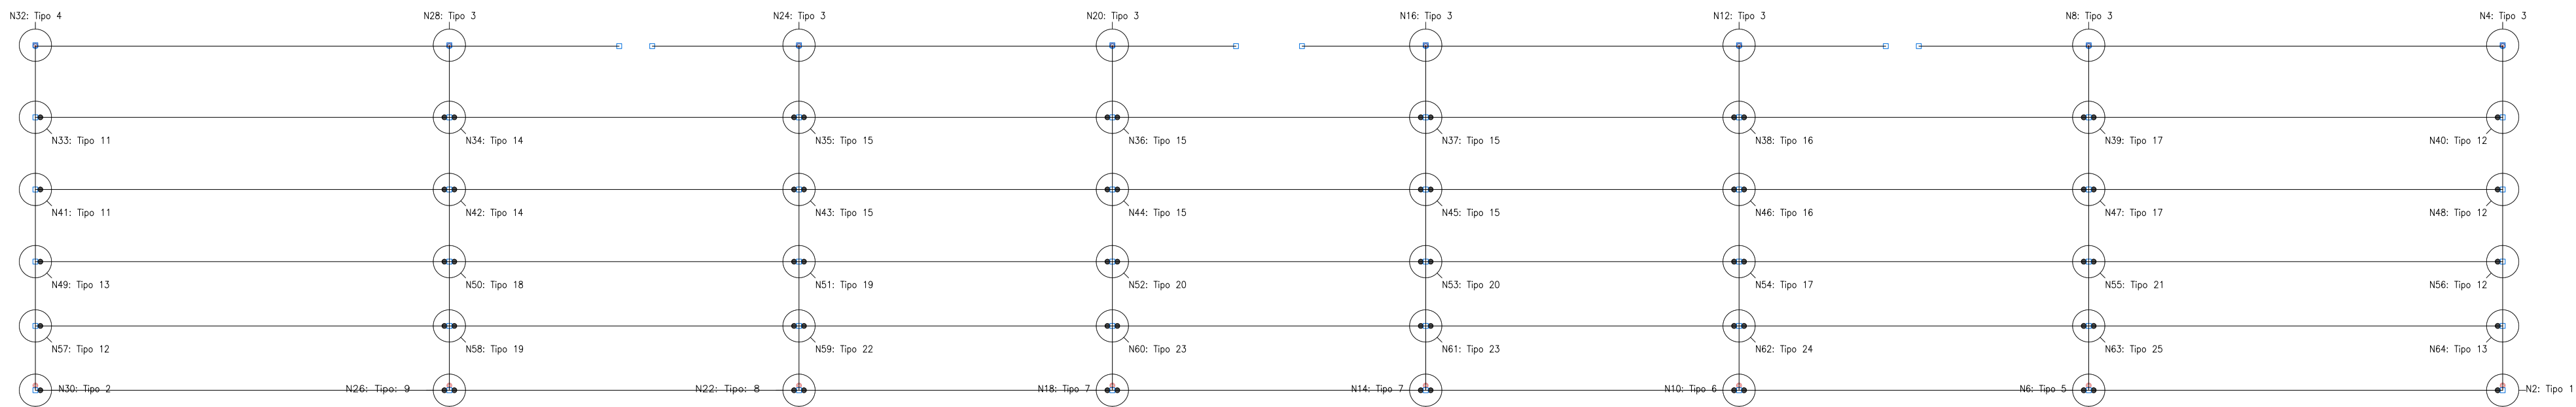 N32: Tipo 4
N28: Tipo 3
N24: Tipo 3
N20: Tipo 3
N16: Tipo 3
N12: Tipo 3
N8: Tipo 3
N4: Tipo 3
N33: Tipo 11
N34: Tipo 14
N35: Tipo 15
N36: Tipo 15
N37: Tipo 15
N38: Tipo 16
N39: Tipo 17
N40: Tipo 12
N41: Tipo 11
N42: Tipo 14
N43: Tipo 15
N44: Tipo 15
N45: Tipo 15
N46: Tipo 16
N47: Tipo 17
N48: Tipo 12
N49: Tipo 13
N50: Tipo 18
N51: Tipo 19
N52: Tipo 20
N53: Tipo 20
N54: Tipo 17
N55: Tipo 21
N56: Tipo 12
N57: Tipo 12
N58: Tipo 19
N59: Tipo 22
N60: Tipo 23
N61: Tipo 23
N62: Tipo 24
N63: Tipo 25
N64: Tipo 13
N30: Tipo 2
N26: Tipo: 9
N22: Tipo: 8
N18: Tipo 7
N14: Tipo 7
N10: Tipo 6
N6: Tipo 5
N2: Tipo 1